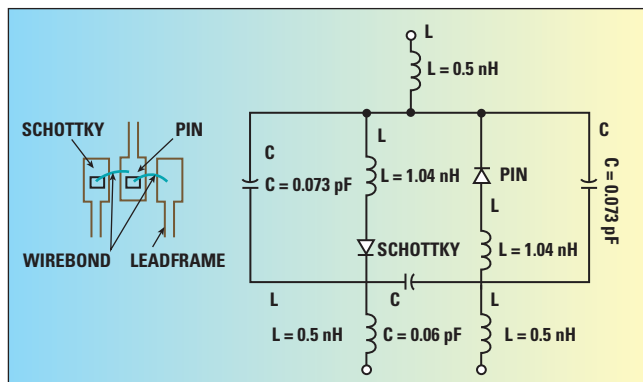 SCHOTTKY
PIN
WIREBOND
LEADFRAME
L
L = 0.5 nH
C
C = 0.073 pF
L
L = 1.04 nH
SCHOTTKY
PIN
L
L = 1.04 nH
C
C = 0.073 pF
L
L = 0.5 nH
C
C = 0.06 pF
L
L = 0.5 nH